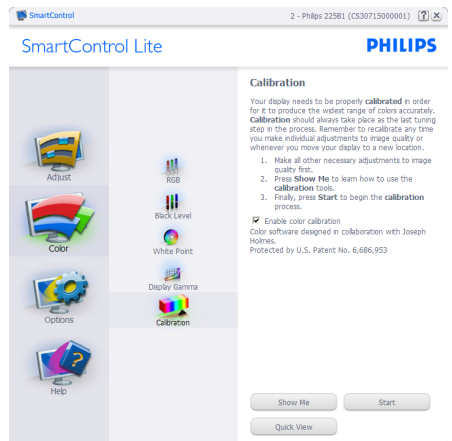 SmartControl
2 - Philips 225B1 (CS30715000001)
SmartControl Lite
PHILIPS
Adjust
Color
Options
Help
RGB
Black Level
White Point
Display Gamma
Calibration
Calibration
Your display needs to be properly calibrated in order
for it to produce the widest range of colors accurately.
Calibration should always take place as the last tuning
step in the process. Remember to recalibrate any time
you make individual adjustments to image quality or
whenever you move your display to a new location.
1. Make all other necessary adjustments to image
quality first.
2. Press Show Me to learn how to use the
calibration tools.
3. Finally, press Start to begin the calibration
process.
Enable color calibration
Color software designed in collaboration with Joseph
Holmes.
Protected by U.S. Patent No. 6,686,953
Show Me
Start
Quick View